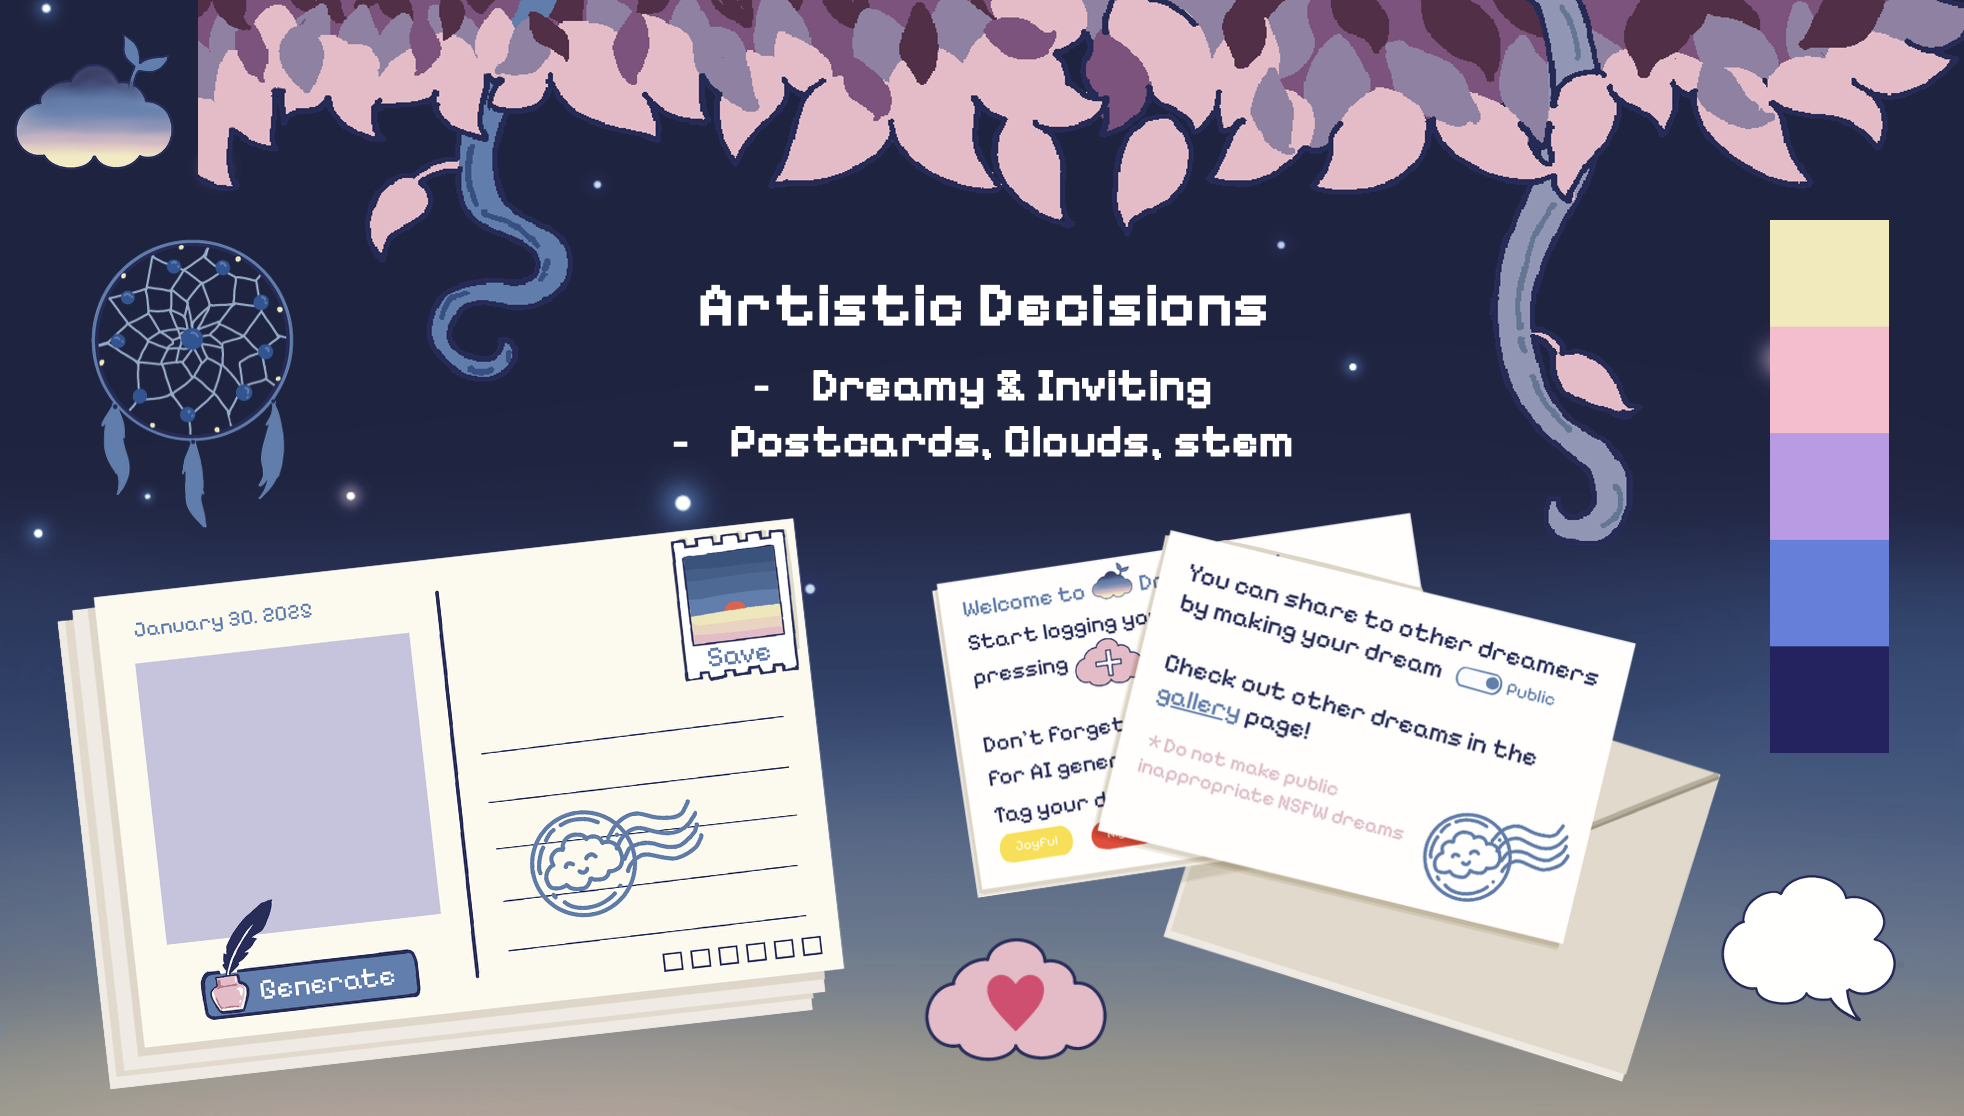 Artistic Decisions
- Dreamy & Inviting
- Postcards, Clouds, stem
January 30. 2025
Save
Generate
Welcome to
Start logging
pressing
Don't forget
for AI
Tag your
Joyful
You can share to other dreamers
by making your dream Public
Check out other dreams in the
gallery page!
*Do not make public
inappropriate NSFW dreams